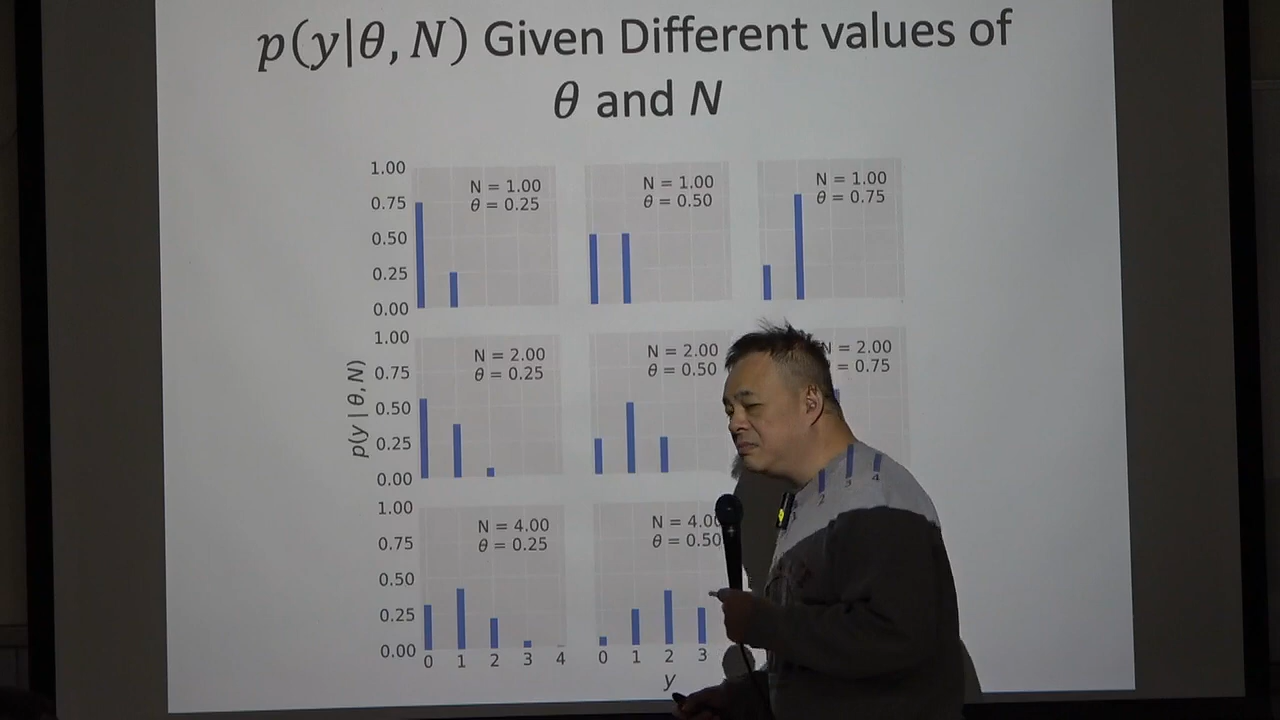 p(y|θ, N) Given Different values of
θ and N
1.00
0.75
0.50
0.25
0.00
N = 1.00
θ = 0.25
N = 1.00
θ = 0.50
N = 1.00
θ = 0.75
p(y | θ, N)
1.00
0.75
0.50
0.25
0.00
N = 2.00
θ = 0.25
N = 2.00
θ = 0.50
N = 2.00
= 0.75
1.00
0.75
0.50
0.25
0.00
N = 4.00
θ = 0.25
N = 4.00
θ = 0.50
0 1 2 3 4
0 1 2 3
2 3 4
y